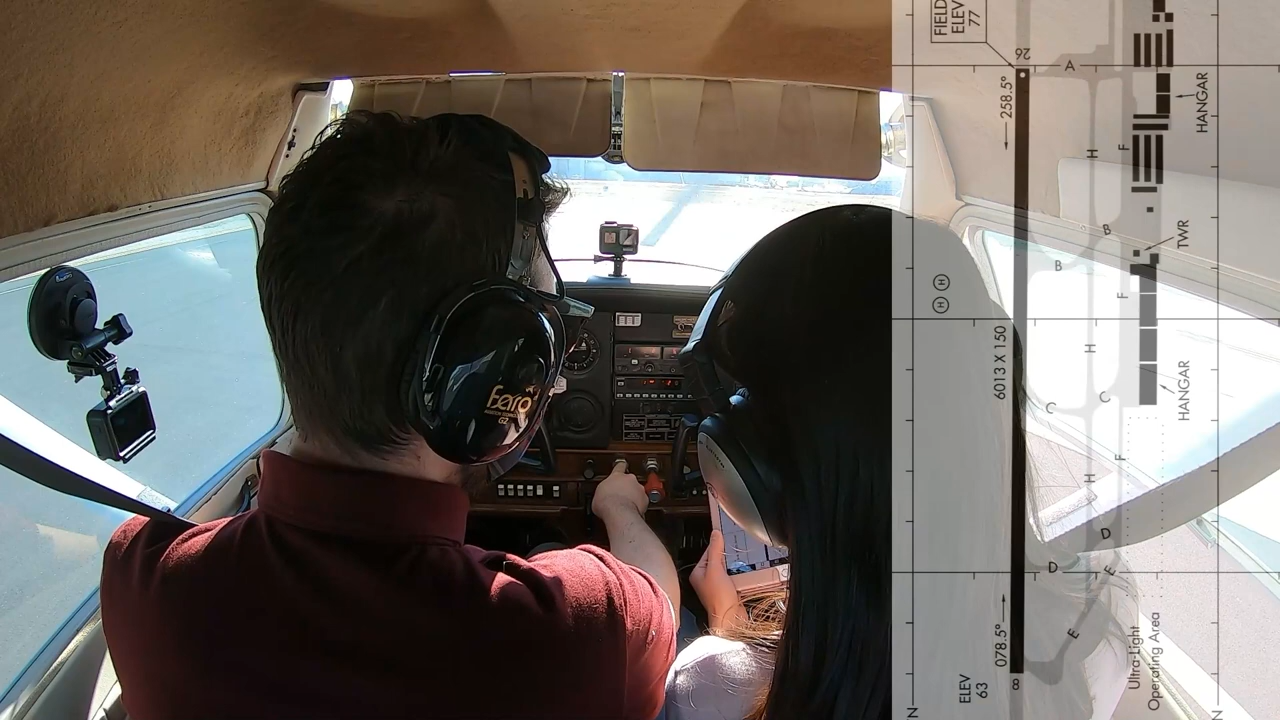 FIELD
ELEV
77
26
A
258.5°
HANGAR
H
F
B
TWR
B
F
H
H
H
6013 X 150
HANGAR
C
C
F
H
D
D
E
078.5°
E
Ultra-Light
Operating Area
ELEV
63
8
N
N
faro
G2